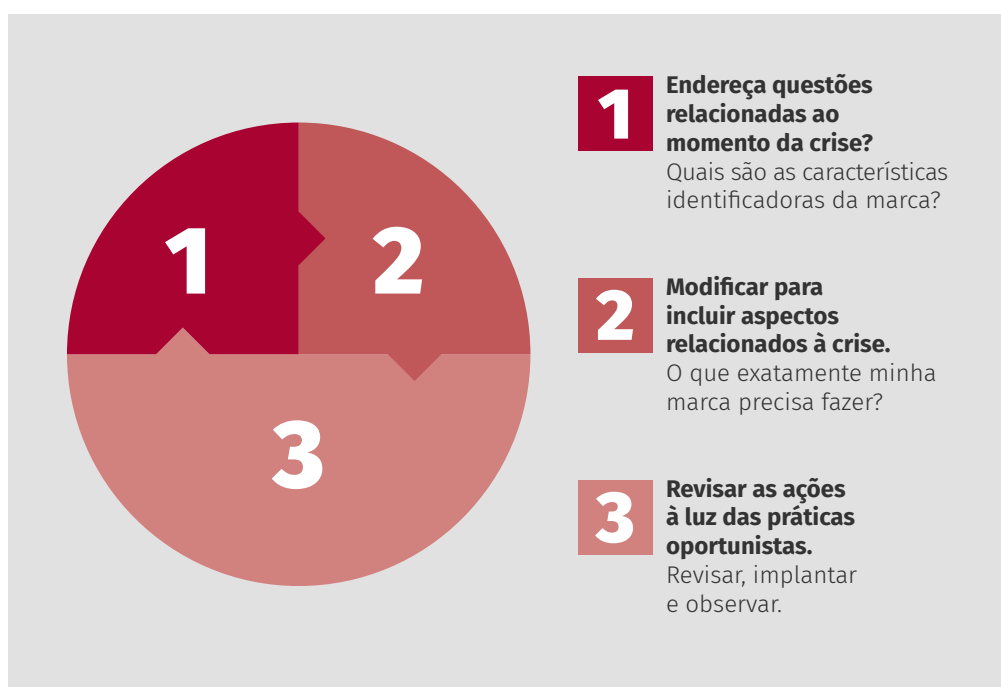 1
2
3
1
Endereça questões
relacionadas ao
momento da crise?
Quais são as características
identificadoras da marca?
2
Modificar para
incluir aspectos
relacionados à crise.
O que exatamente minha
marca precisa fazer?
3
Revisar as ações
à luz das práticas
oportunistas.
Revisar, implantar
e observar.